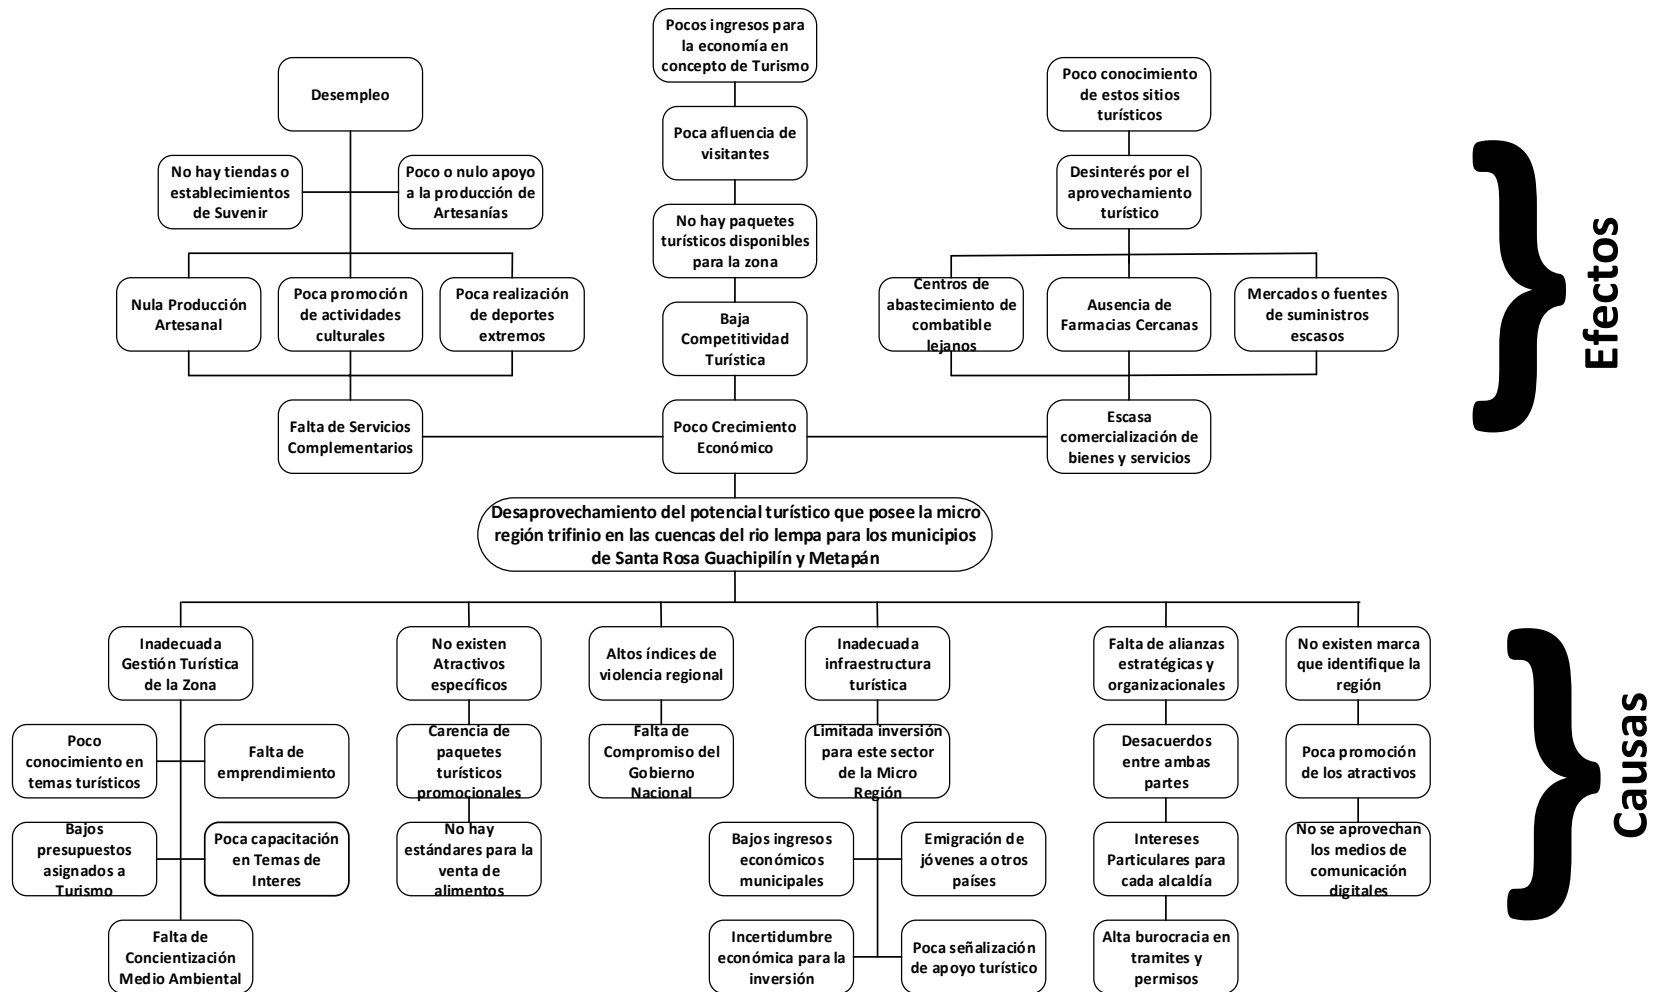 Pocos ingresos para
la economía en
concepto de Turismo
Desempleo
Poco conocimiento
de estos sitios
turísticos
Poca afluencia de
visitantes
No hay tiendas o
establecimientos
de Suvenir
Poco o nulo apoyo
a la producción de
Artesanías
Desinterés por el
aprovechamiento
turístico
No hay paquetes
turísticos disponibles
para la zona
Nula Producción
Artesanal
Poca promoción
de actividades
culturales
Poca realización
de deportes
extremos
Baja
Competitividad
Turística
Centros de
abastecimiento de
combatible
lejanos
Ausencia de
Farmacias Cercanas
Mercados o fuentes
de suministros
escasos
Efectos
Falta de Servicios
Complementarios
Poco Crecimiento
Económico
Escasa
comercialización de
bienes y servicios
Desaprovechamiento del potencial turístico que posee la micro
región trifinio en las cuencas del rio lempa para los municipios
de Santa Rosa Guachipilín y Metapán
Inadecuada
Gestión Turística
de la Zona
No existen
Atractivos
específicos
Altos índices de
violencia regional
Inadecuada
infraestructura
turística
Falta de alianzas
estratégicas y
organizacionales
No existen marca
que identifique la
región
Poco
conocimiento en
temas turísticos
Falta de
emprendimiento
Carencia de
paquetes
turísticos
promocionales
Falta de
Compromiso del
Gobierno
Nacional
Limitada inversión
para este sector
de la Micro
Región
Desacuerdos
entre ambas
partes
Poca promoción
de los atractivos
Causas
Bajos
presupuestos
asignados a
Turismo
Poca capacitación
en Temas de
Interes
No hay
estándares para la
venta de
alimentos
Bajos ingresos
económicos
municipales
Emigración de
jóvenes a otros
países
Intereses
Particulares para
cada alcaldía
No se aprovechan
los medios de
comunicación
digitales
Falta de
Concientización
Medio Ambiental
Incertidumbre
económica para la
inversión
Poca señalización
de apoyo turístico
Alta burocracia en
tramites y
permisos